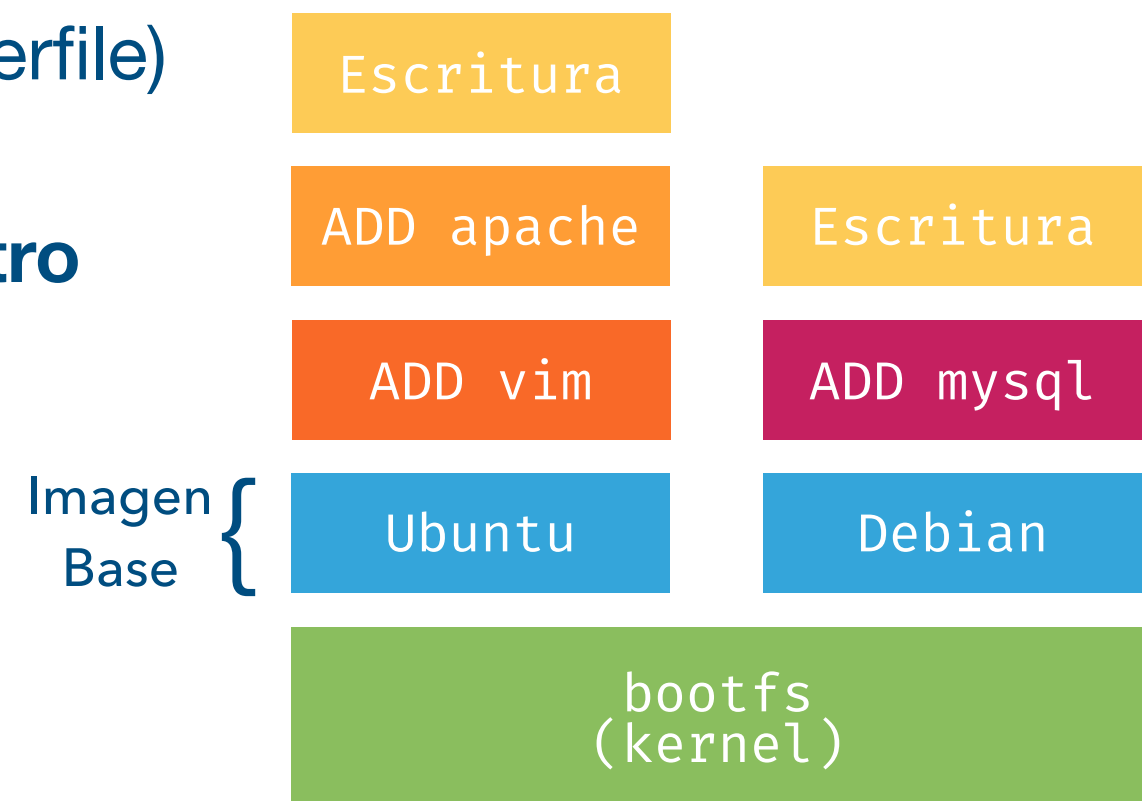 erfile)
tro
Escritura
ADD apache
Escritura
ADD vim
ADD mysql
Imagen
Base
{
Ubuntu
Debian
bootfs
(kernel)